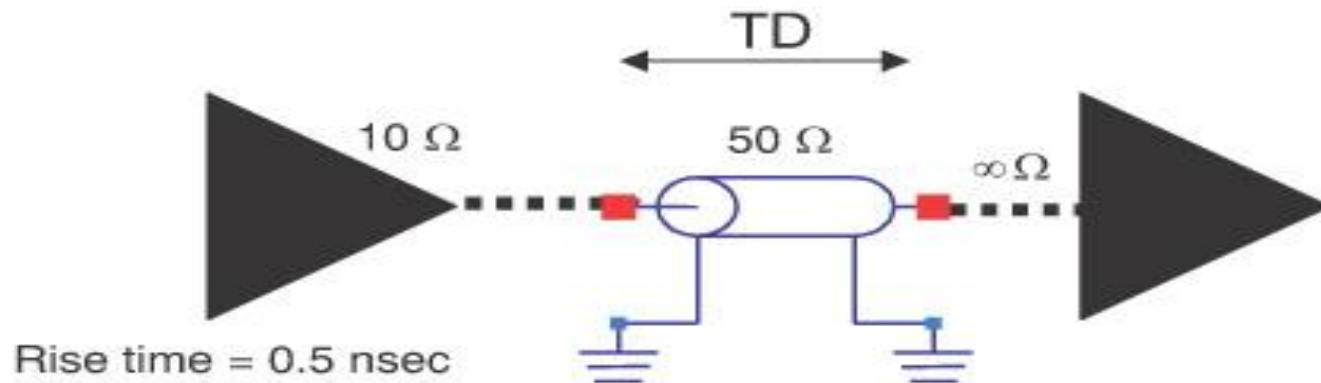 TD
10 Ω
50 Ω
∞ Ω
Rise time = 0.5 nsec